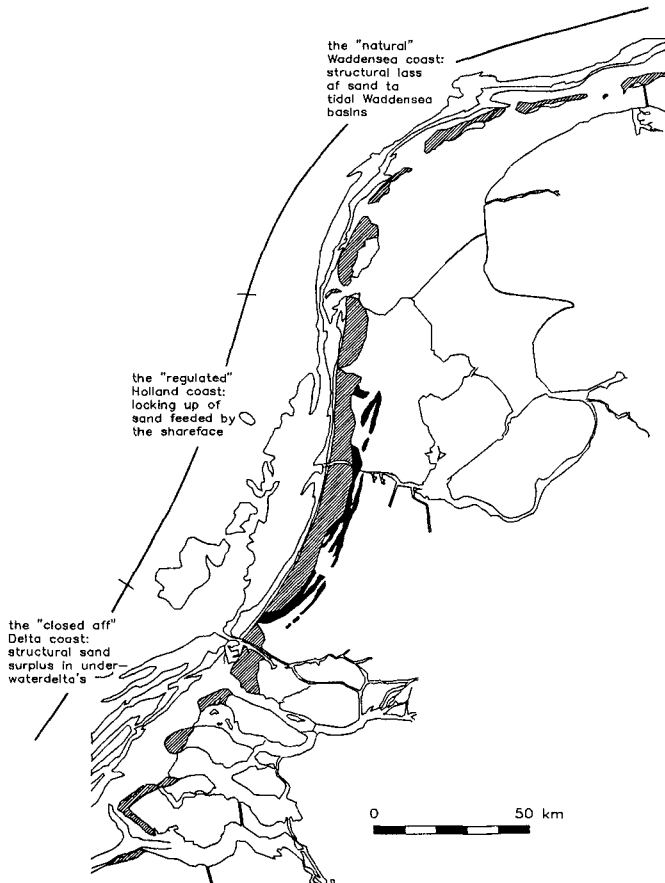 the "natural"
Waddensea coast:
structural lass
af sand ta
tidal Waddensea
basins
the "regulated"
Holland coast:
locking up of
sand feeded by
the shareface
the "closed aff"
Delta coast:
structural sand
surplus in under-
waterdelta's
0 50 km